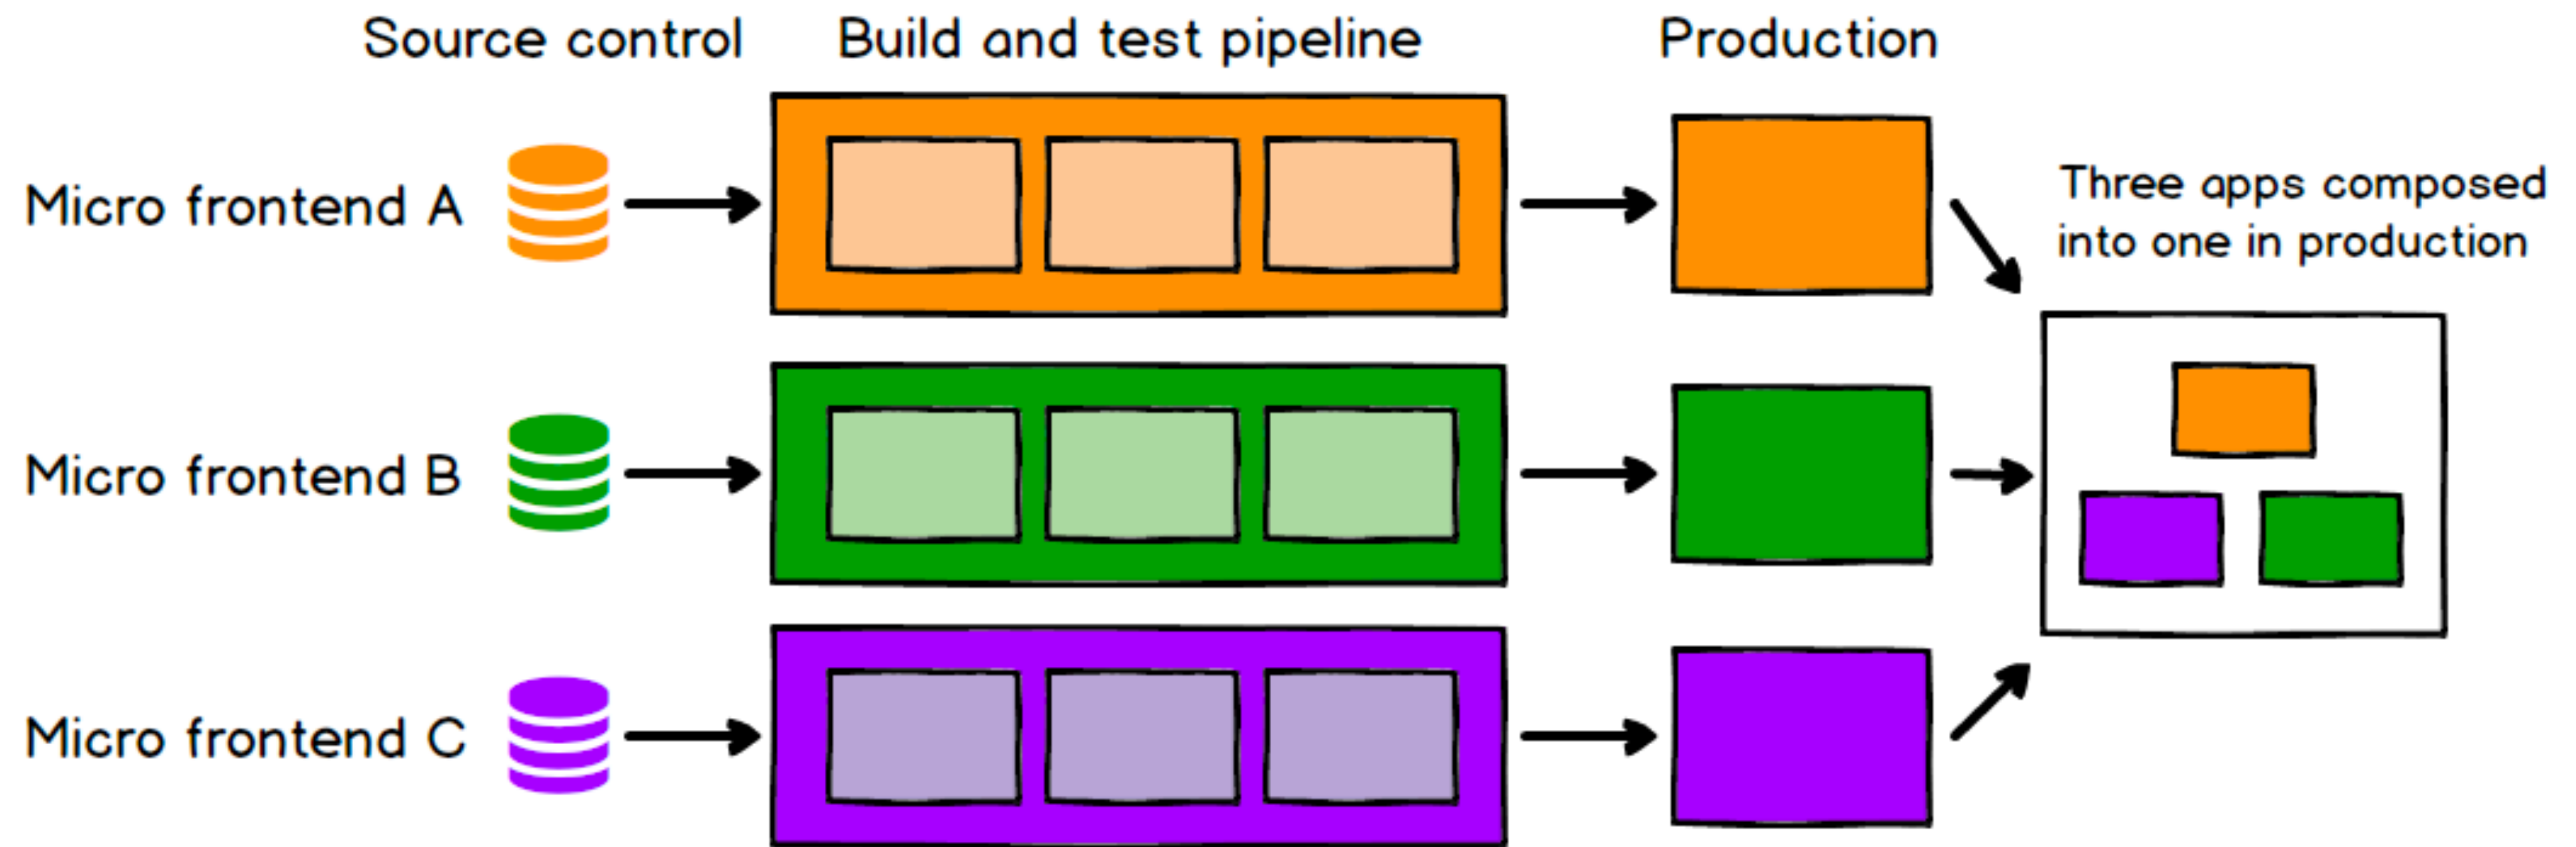 Source control
Build and test pipeline
Production
Micro frontend A
Three apps composed
into one in production
Micro frontend B
Micro frontend C